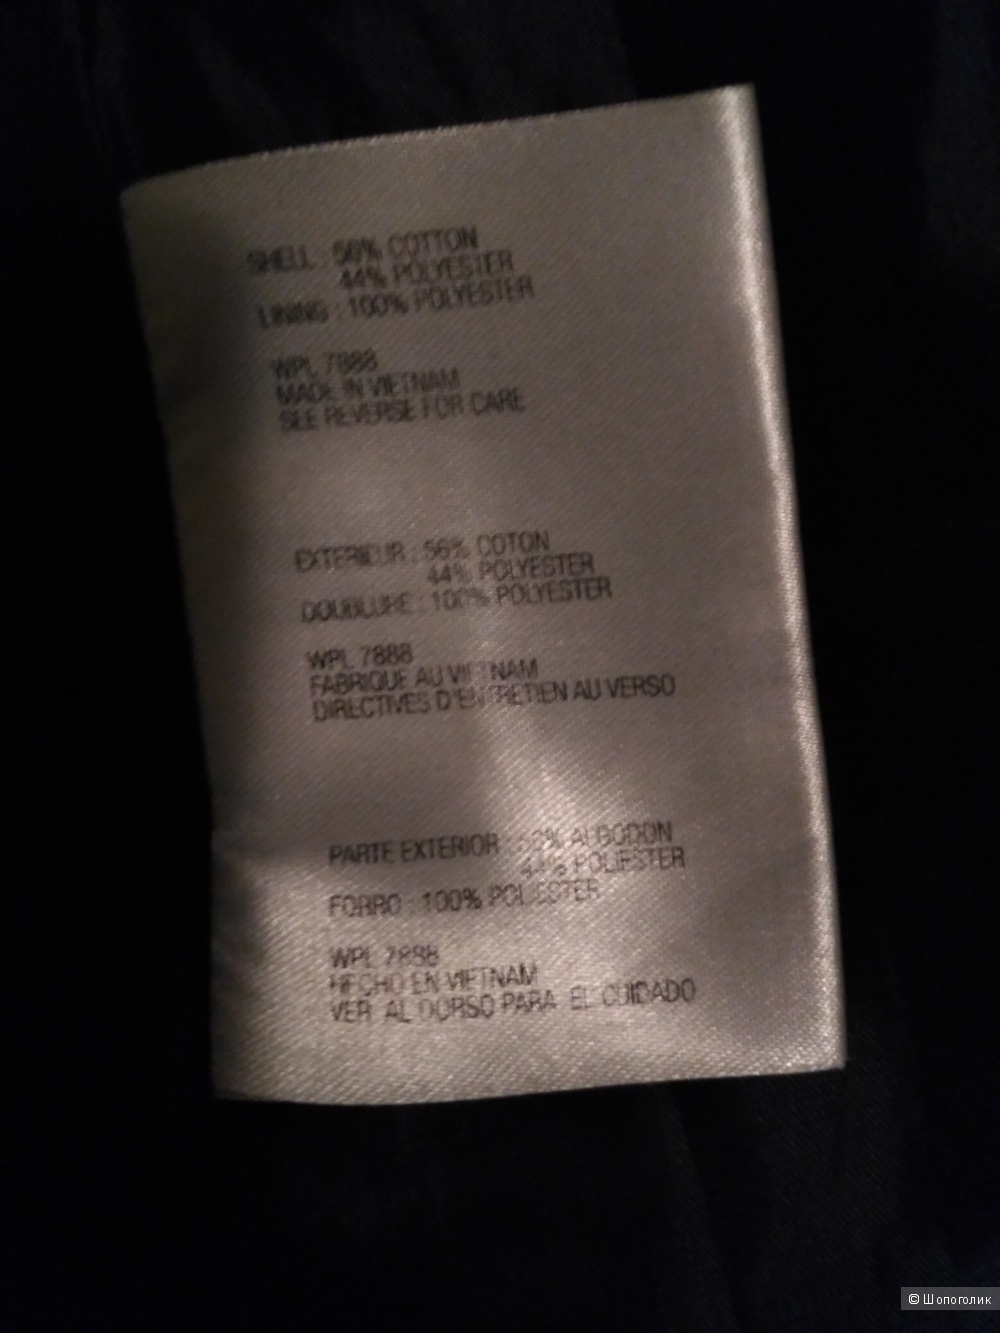 SHELL : 56% COTTON
44% POLYESTER
LINING : 100% POLYESTER
WPL 7888
MADE IN VIETNAM
SEE REVERSE FOR CARE
EXTERIEUR : 56% COTON
44% POLYESTER
DOUBLURE : 100% POLYESTER
WPL 7888
FABRIQUE AU VIETNAM
DIRECTIVES D'ENTRETIEN AU VERSO
PARTE EXTERIOR : 56% ALGODON
44% POLIESTER
FORRO : 100% POLIESTER
WPL 7888
HECHO EN VIETNAM
VER AL DORSO PARA EL CUIDADO
© Шопоголик